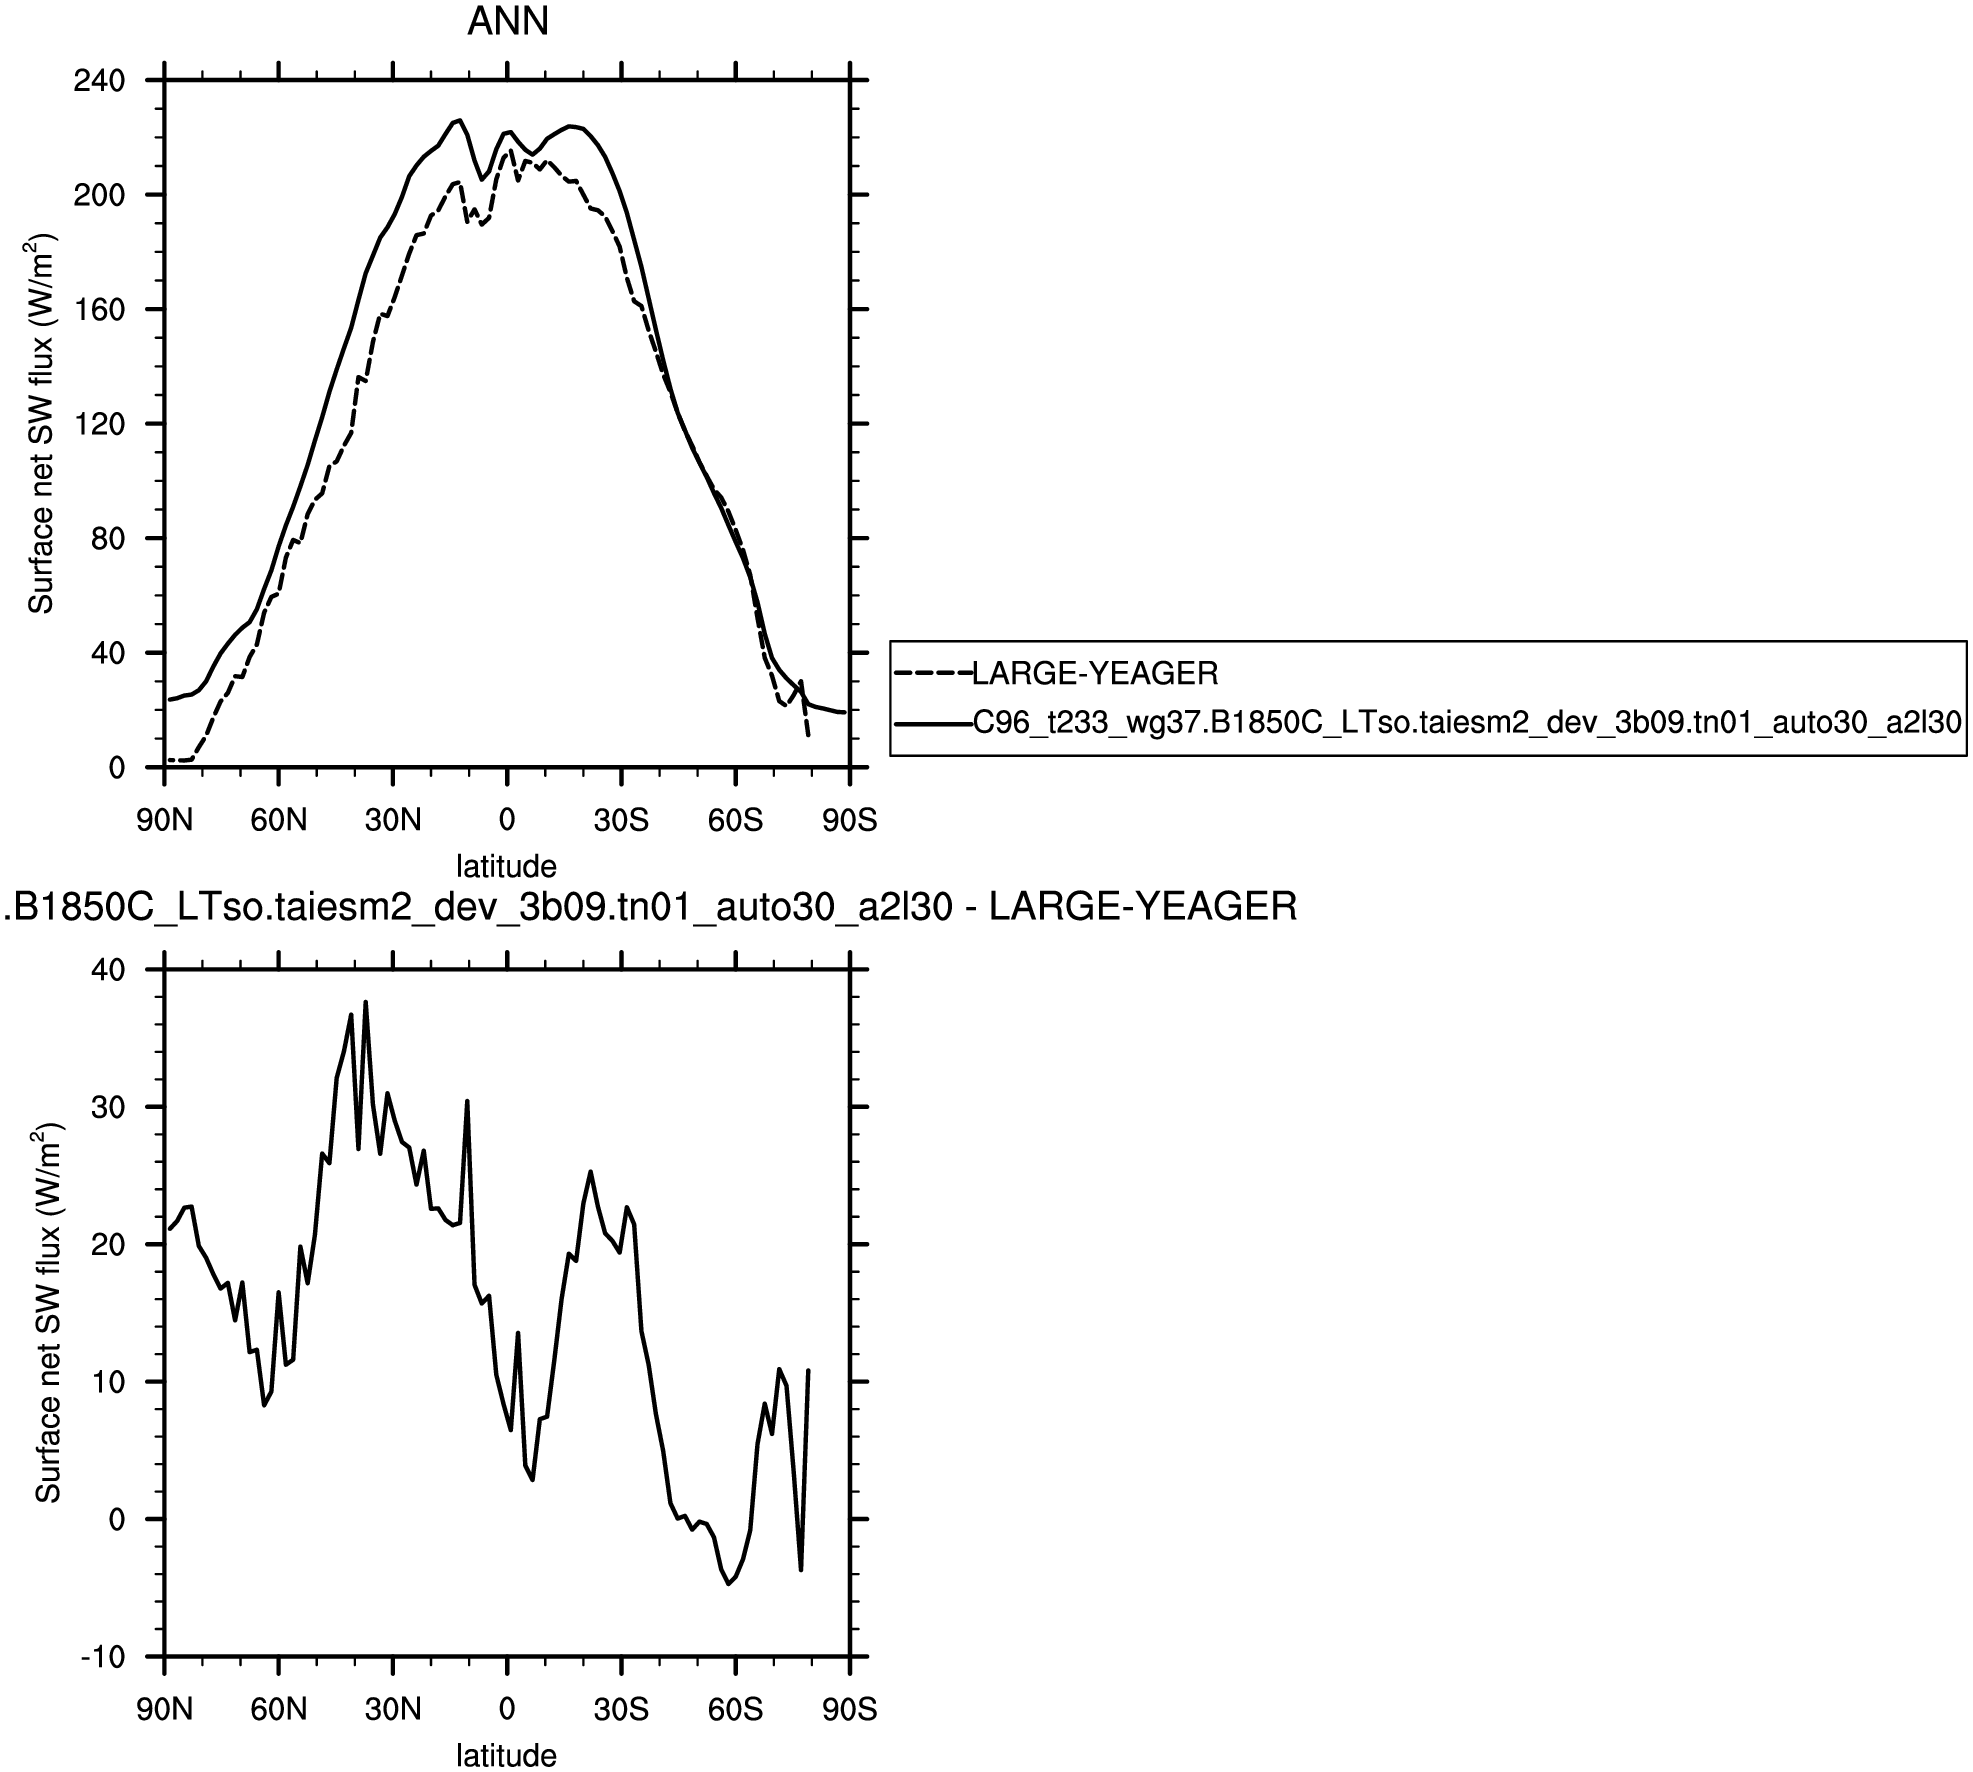 ANN
240
200
160
120
80
40
0
Surface net SW flux (W/m2)
90N 60N 30N 0 30S 60S 90S
latitude
LARGE-YEAGER
C96_t233_wg37.B1850C_LTso.taiesm2_dev_3b09.tn01_auto30_a2l30
.B1850C_LTso.taiesm2_dev_3b09.tn01_auto30_a2l30 - LARGE-YEAGER
40
30
20
10
0
-10
Surface net SW flux (W/m2)
90N 60N 30N 0 30S 60S 90S
latitude